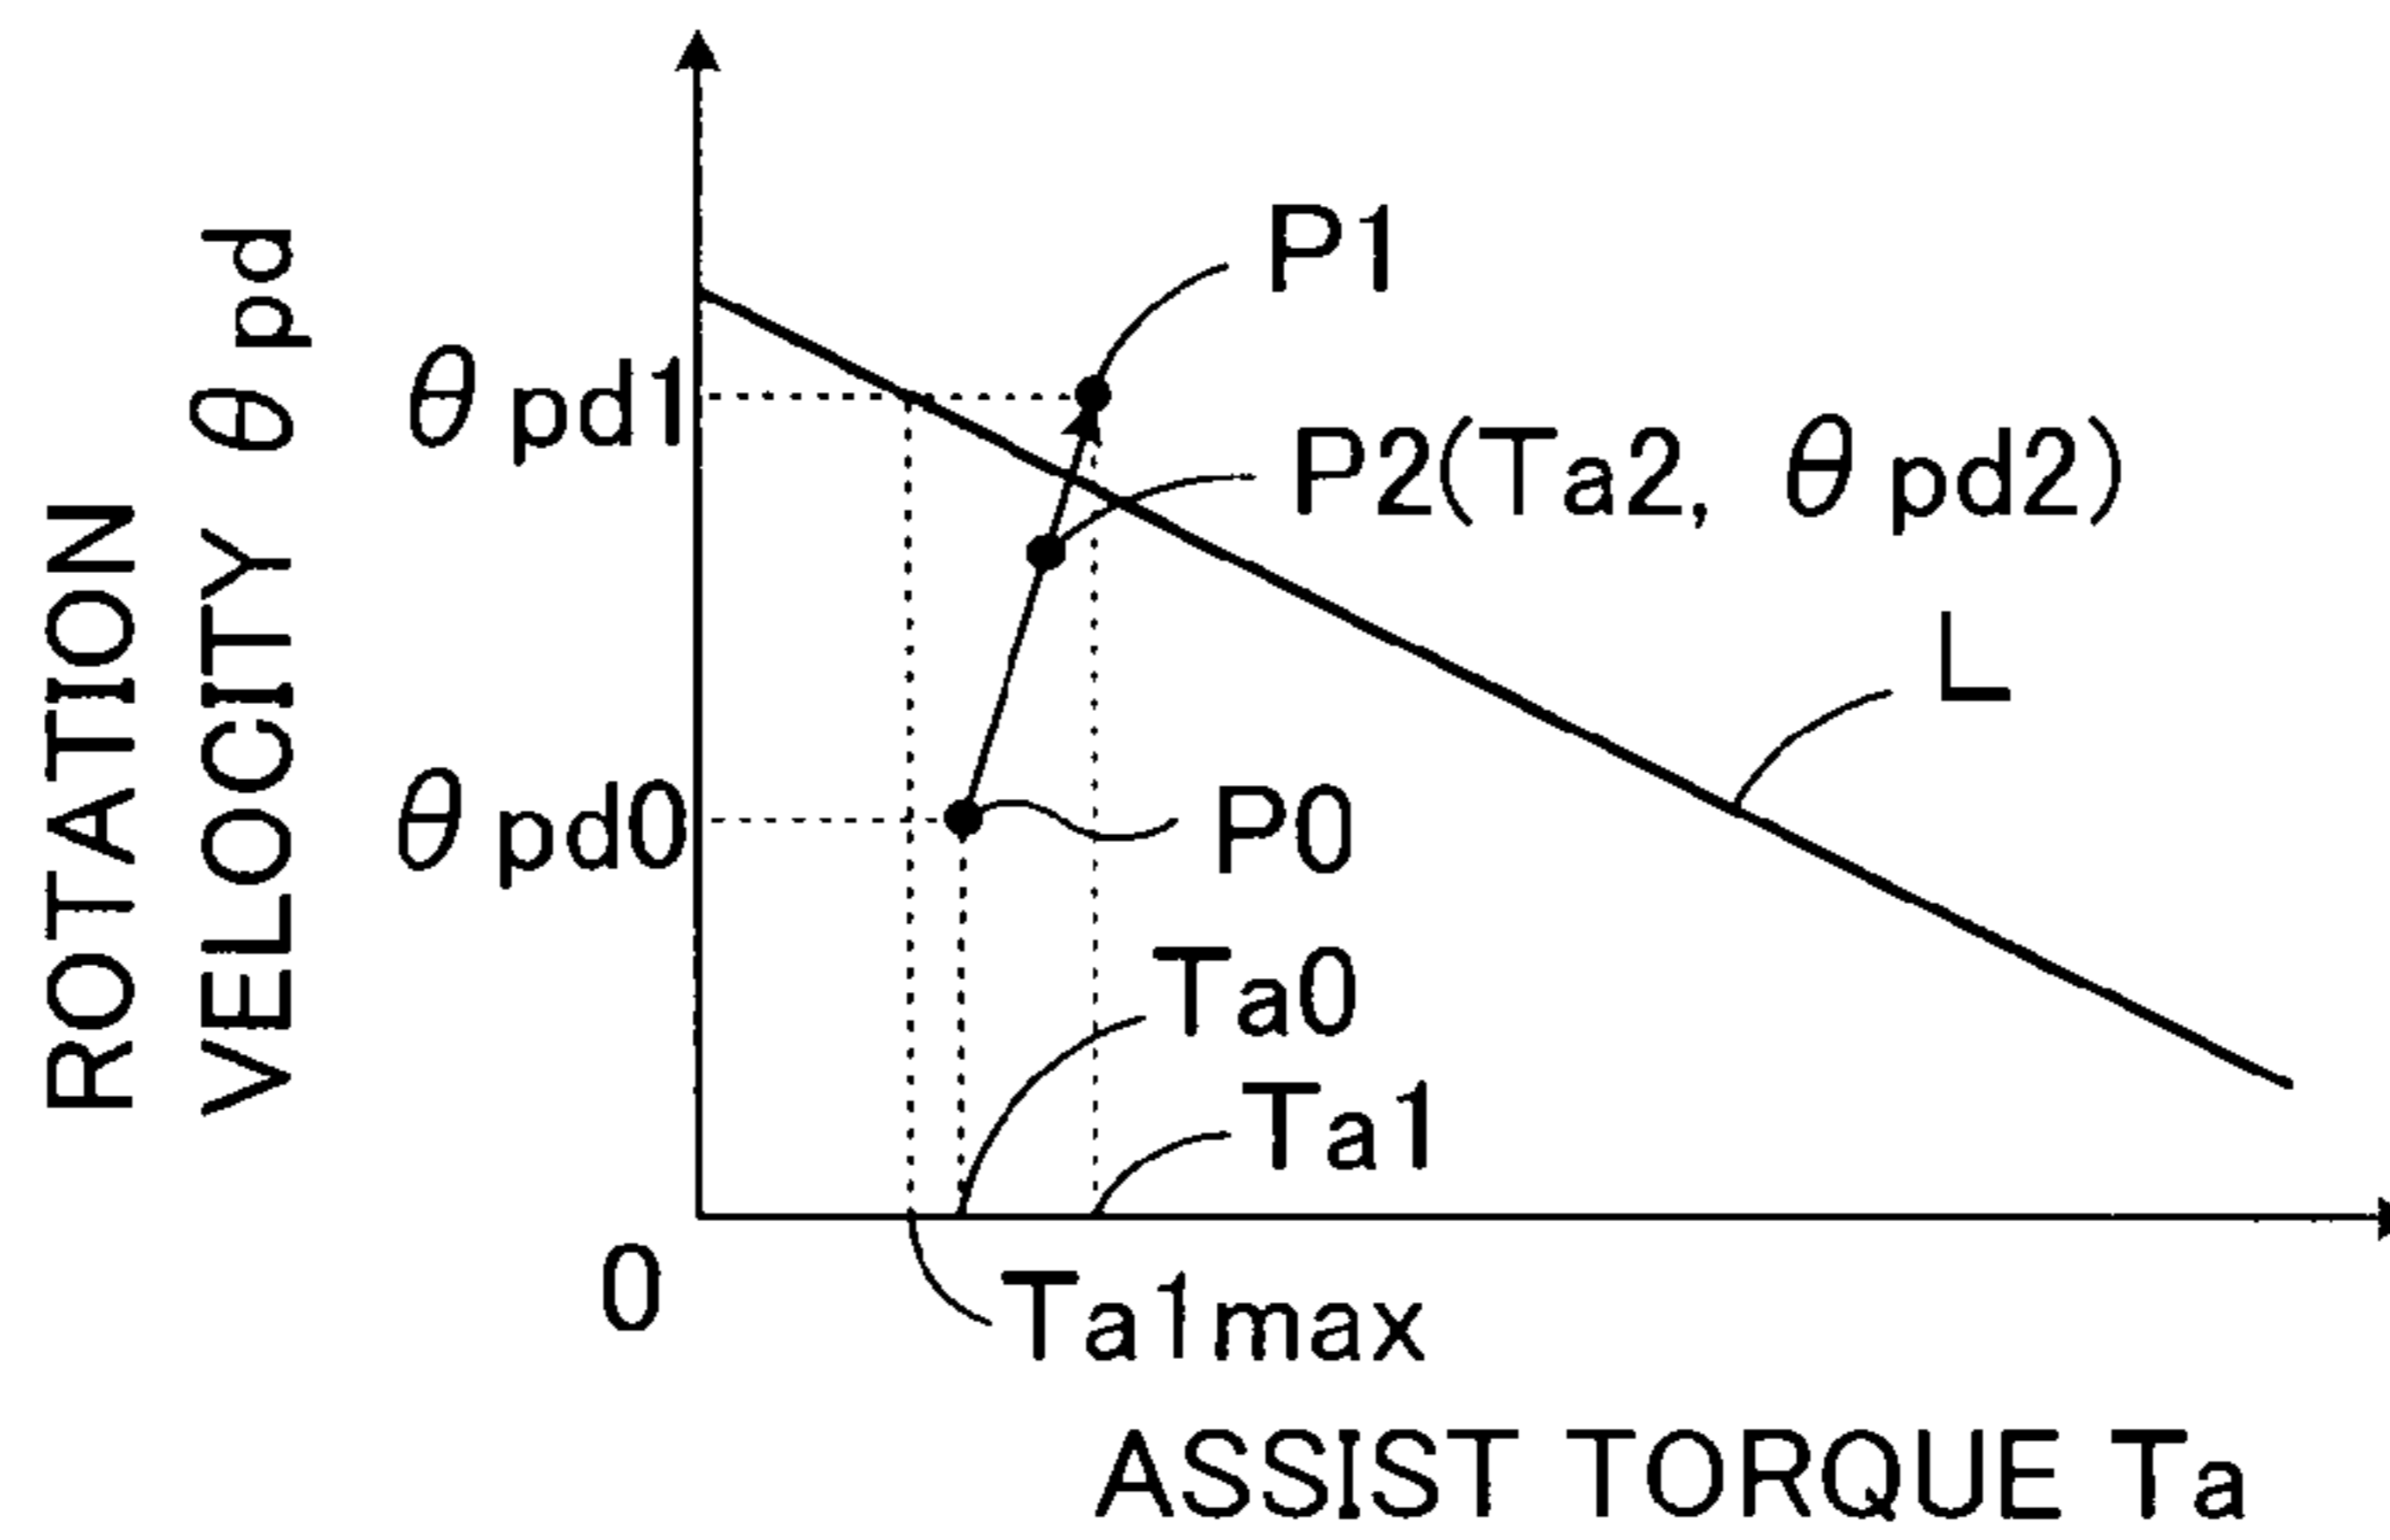 ROTATION
VELOCITY θpd
P1
θpd1
P2(Ta2, θpd2)
L
θpd0
P0
Ta0
Ta1
0
Ta1max
ASSIST TORQUE Ta